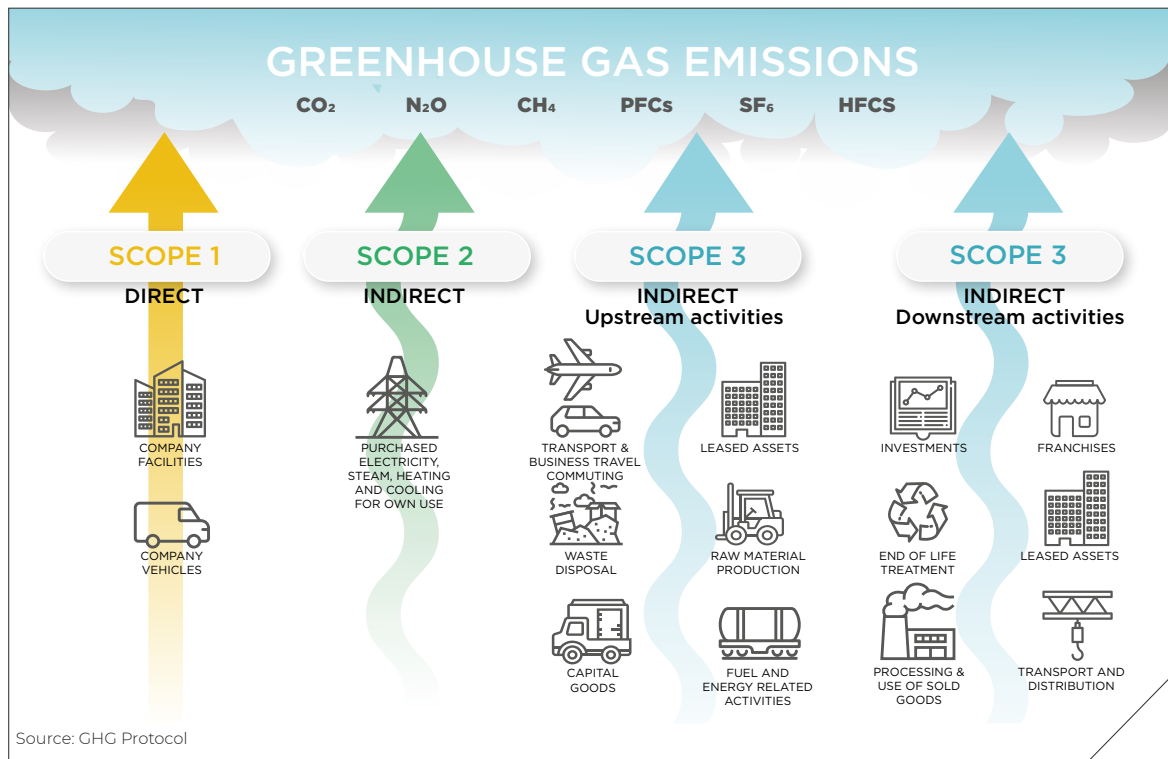 GREENHOUSE GAS EMISSIONS
CO₂ N₂O CH₄ PFCs SF₆ HFCS
SCOPE 1
DIRECT
COMPANY
FACILITIES
COMPANY
VEHICLES
SCOPE 2
INDIRECT
PURCHASED
ELECTRICITY,
STEAM, HEATING
AND COOLING
FOR OWN USE
SCOPE 3
INDIRECT
Upstream activities
TRANSPORT &
BUSINESS TRAVEL
COMMUTING
LEASED ASSETS
WASTE
DISPOSAL
RAW MATERIAL
PRODUCTION
CAPITAL
GOODS
FUEL AND
ENERGY RELATED
ACTIVITIES
SCOPE 3
INDIRECT
Downstream activities
INVESTMENTS
FRANCHISES
END OF LIFE
TREATMENT
LEASED ASSETS
PROCESSING &
USE OF SOLD
GOODS
TRANSPORT AND
DISTRIBUTION
Source: GHG Protocol